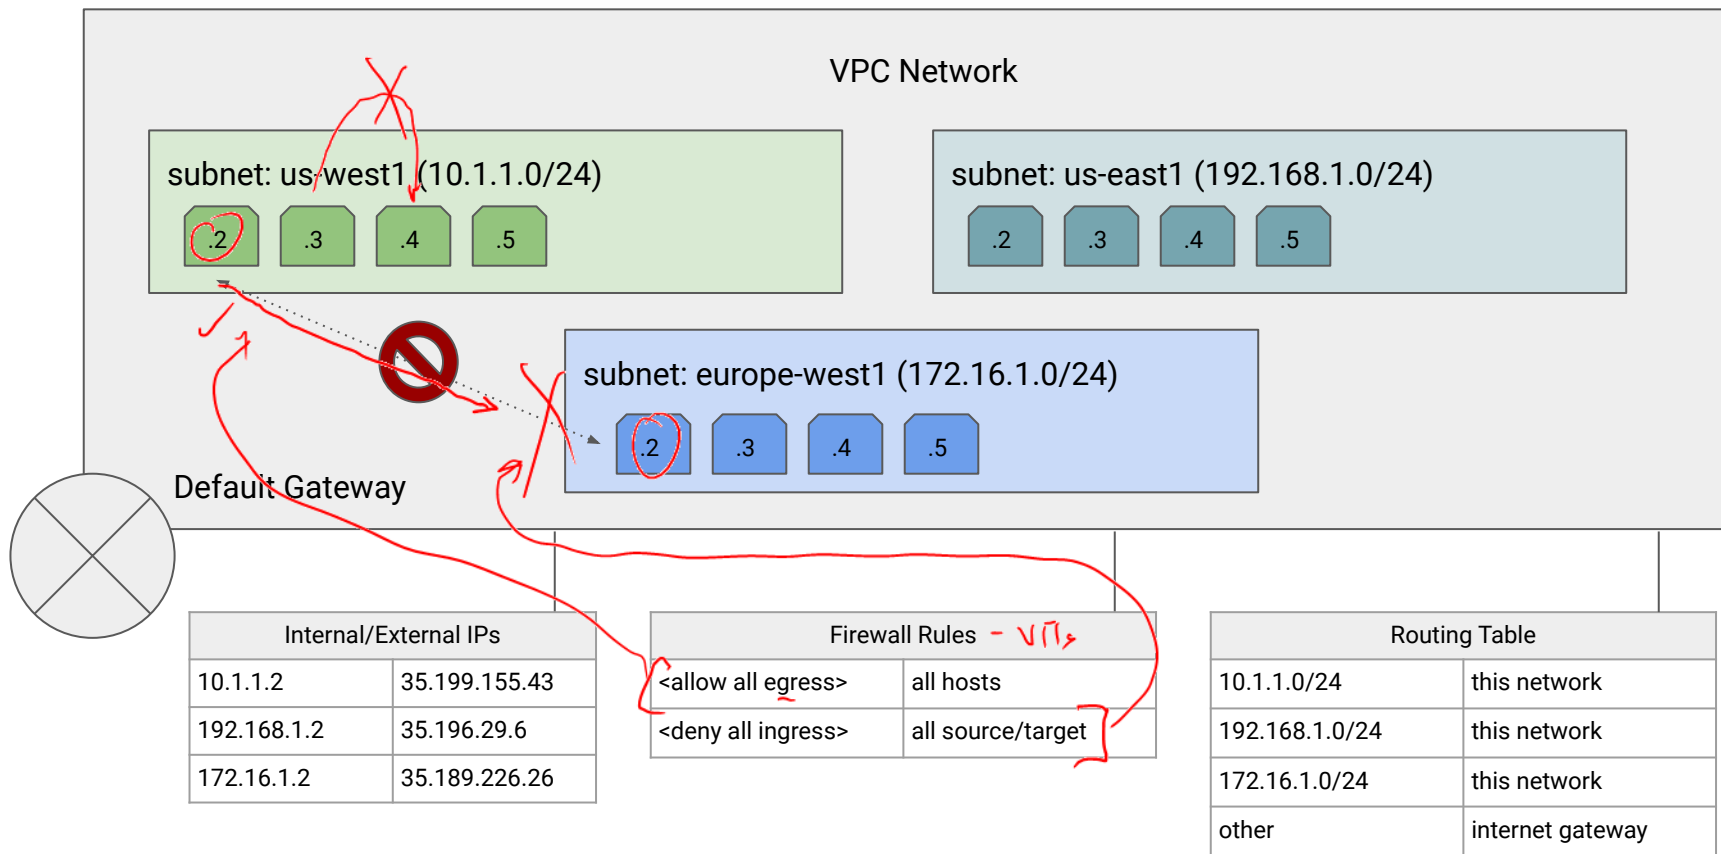 VPC Network
subnet: us-west1 (10.1.1.0/24)
.2 .3 .4 .5
subnet: us-east1 (192.168.1.0/24)
.2 .3 .4 .5
subnet: europe-west1 (172.16.1.0/24)
.2 .3 .4 .5
Default Gateway
Internal/External IPs
10.1.1.2 35.199.155.43
192.168.1.2 35.196.29.6
172.16.1.2 35.189.226.26
Firewall Rules - VMs
<allow all egress> all hosts
<deny all ingress> all source/target
Routing Table
10.1.1.0/24 this network
192.168.1.0/24 this network
172.16.1.0/24 this network
other internet gateway